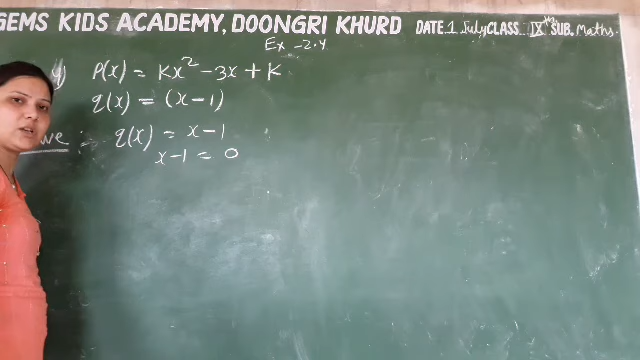 GEMS KIDS ACADEMY, DOONGRI KHURD DATE 1 July CLASS IX th SUB. Maths.
Ex - 2.4
4) P(x) = Kx² - 3x + K
q(x) = (x - 1)
q(x) = x - 1
x - 1 = 0